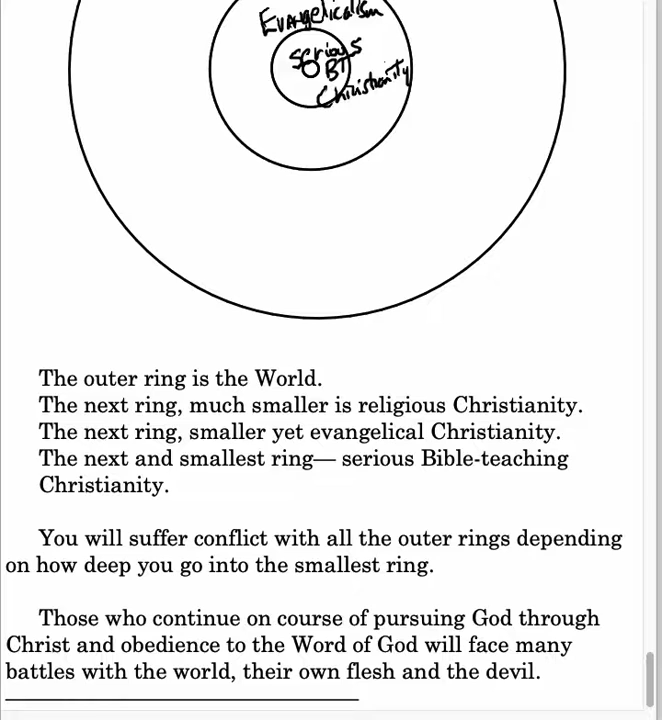 Evangelicalism
Serious
BT
Christianity
The outer ring is the World.
The next ring, much smaller is religious Christianity.
The next ring, smaller yet evangelical Christianity.
The next and smallest ring— serious Bible-teaching
Christianity.
You will suffer conflict with all the outer rings depending
on how deep you go into the smallest ring.
Those who continue on course of pursuing God through
Christ and obedience to the Word of God will face many
battles with the world, their own flesh and the devil.